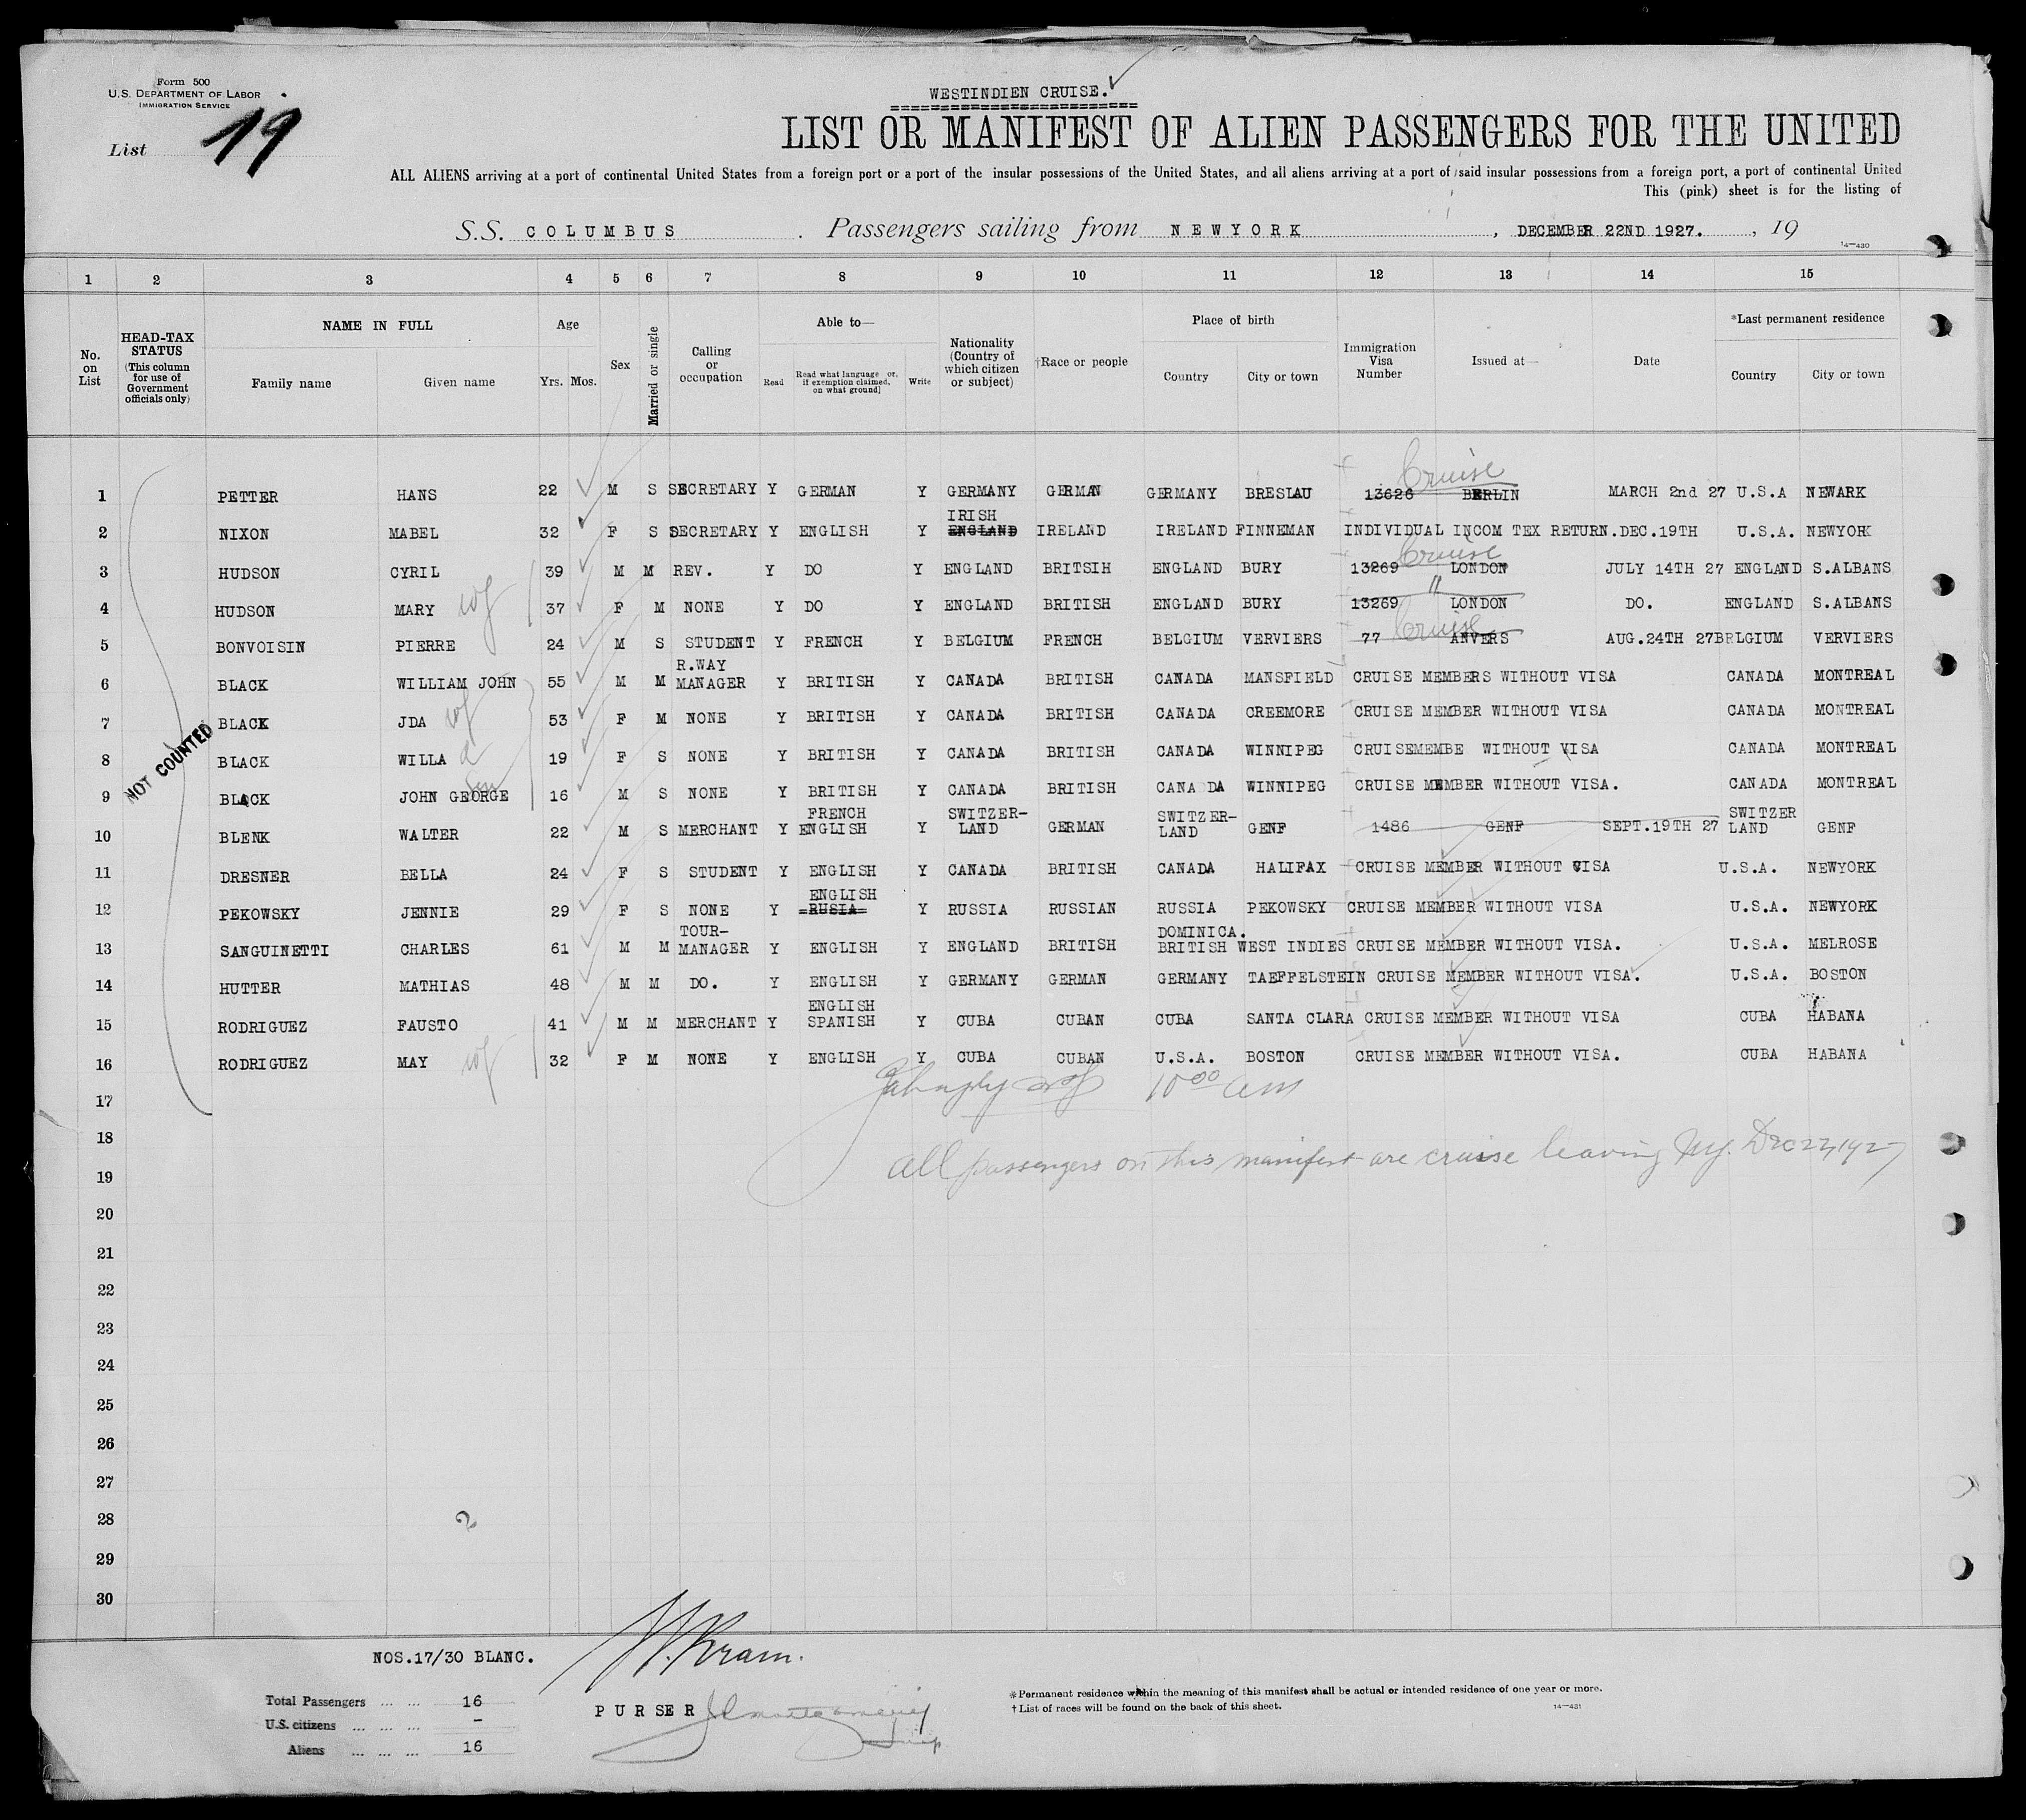 Form 500
U.S. DEPARTMENT OF LABOR
IMMIGRATION SERVICE
WESTINDIEN CRUISE.
List 19
LIST OR MANIFEST OF ALIEN PASSENGERS FOR THE UNITED
ALL ALIENS arriving at a port of continental United States from a foreign port or a port of the insular possessions of the United States, and all aliens arriving at a port of said insular possessions from a foreign port, a port of continental United
This (pink) sheet is for the listing of
S.S. COLUMBUS . Passengers sailing from NEWYORK , DECEMBER 22ND 1927. , 19
14—430
1 2 3 4 5 6 7 8 9 10 11 12 13 14 15
No. on List
HEAD-TAX STATUS (This column for use of Government officials only)
NAME IN FULL Family name Given name
Age Yrs. Mos.
Sex
Married or single
Calling or occupation
Able to— Read Read what language or, if exemption claimed, on what ground] Write
Nationality (Country of which citizen or subject)
†Race or people
Place of birth Country City or town
Immigration Visa Number
Issued at—
Date
*Last permanent residence Country City or town
Cruise
1 PETTER HANS 22 M S SECRETARY Y GERMAN Y GERMANY GERMAN GERMANY BRESLAU 13626 BERLIN MARCH 2nd 27 U.S.A NEWARK
IRISH
2 NIXON MABEL 32 F S SECRETARY Y ENGLISH Y ENGLAND IRELAND IRELAND FINNEMAN INDIVIDUAL INCOM TEX RETURN.DEC.19TH U.S.A. NEWYORK
Cruise
3 HUDSON CYRIL 39 M M REV. Y DO Y ENGLAND BRITSIH ENGLAND BURY 13269 LONDON JULY 14TH 27 ENGLAND S.ALBANS
"
4 HUDSON MARY wf 37 F M NONE Y DO Y ENGLAND BRITISH ENGLAND BURY 13269 LONDON DO. ENGLAND S.ALBANS
Cruise
5 BONVOISIN PIERRE 24 M S STUDENT Y FRENCH Y BELGIUM FRENCH BELGIUM VERVIERS 77 ANVERS AUG.24TH 27 BRLGIUM VERVIERS
R.WAY
6 BLACK WILLIAM JOHN 55 M M MANAGER Y BRITISH Y CANADA BRITISH CANADA MANSFIELD CRUISE MEMBERS WITHOUT VISA CANADA MONTREAL
7 BLACK JDA wf 53 F M NONE Y BRITISH Y CANADA BRITISH CANADA CREEMORE CRUISE MEMBER WITHOUT VISA CANADA MONTREAL
8 BLACK WILLA d 19 F S NONE Y BRITISH Y CANADA BRITISH CANADA WINNIPEG CRUISEMEMBE WITHOUT VISA CANADA MONTREAL
son
9 BLACK JOHN GEORGE 16 M S NONE Y BRITISH Y CANADA BRITISH CANADA WINNIPEG CRUISE MEMBER WITHOUT VISA. CANADA MONTREAL
NOT COUNTED
FRENCH SWITZER- SWITZER- SWITZER
10 BLENK WALTER 22 M S MERCHANT Y ENGLISH Y LAND GERMAN LAND GENF 1486 GENF SEPT.19TH 27 LAND GENF
11 DRESNER BELLA 24 F S STUDENT Y ENGLISH Y CANADA BRITISH CANADA HALIFAX CRUISE MEMBER WITHOUT VISA U.S.A. NEWYORK
ENGLISH
12 PEKOWSKY JENNIE 29 F S NONE Y RUSIA Y RUSSIA RUSSIAN RUSSIA PEKOWSKY CRUISE MEMBER WITHOUT VISA U.S.A. NEWYORK
TOUR- DOMINICA.
13 SANGUINETTI CHARLES 61 M M MANAGER Y ENGLISH Y ENGLAND BRITISH BRITISH WEST INDIES CRUISE MEMBER WITHOUT VISA. U.S.A. MELROSE
14 HUTTER MATHIAS 48 M M DO. Y ENGLISH Y GERMANY GERMAN GERMANY TAEFFELSTEIN CRUISE MEMBER WITHOUT VISA. U.S.A. BOSTON
ENGLISH
15 RODRIGUEZ FAUSTO 41 M M MERCHANT Y SPANISH Y CUBA CUBAN CUBA SANTA CLARA CRUISE MEMBER WITHOUT VISA CUBA HABANA
16 RODRIGUEZ MAY wf 32 F M NONE Y ENGLISH Y CUBA CUBAN U.S.A. BOSTON CRUISE MEMBER WITHOUT VISA. CUBA HABANA
10 00 am
17
18
All passengers on this manifest are cruise leaving NY. Dec 22, 1927
19
20
21
22
23
24
25
26
27
28
2
29
30
NOS.17/30 BLANC.
W. Kram.
Total Passengers ... ... 16
U.S. citizens ... ... ... –
Aliens ... ... ... 16
PURSER
J Montgomery
Insp
*Permanent residence within the meaning of this manifest shall be actual or intended residence of one year or more.
†List of races will be found on the back of this sheet.
14—431